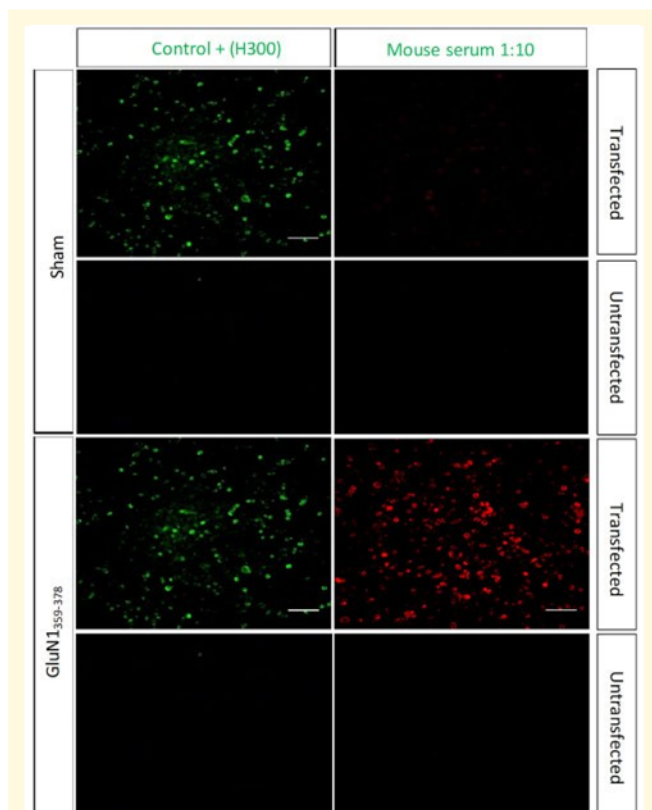 Control + (H300)
Mouse serum 1:10
Sham
Transfected
Untransfected
GluN1359-378
Transfected
Untransfected